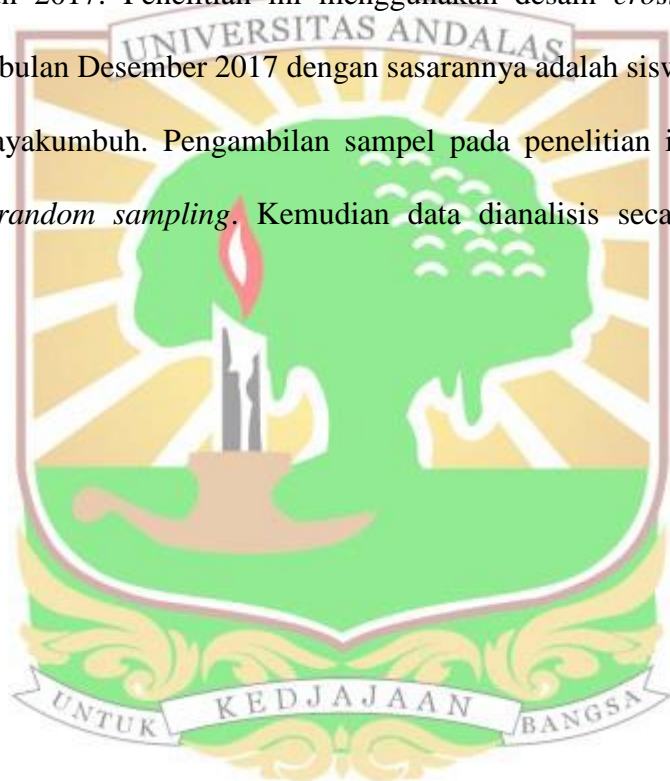 2017. Penelitian ini menggunakan desain cross
UNIVERSITAS ANDALAS
bulan Desember 2017 dengan sasarannya adalah sisw
ayakumbuh. Pengambilan sampel pada penelitian i
random sampling. Kemudian data dianalisis seca
UNTUK KEDJAJAAN BANGSA